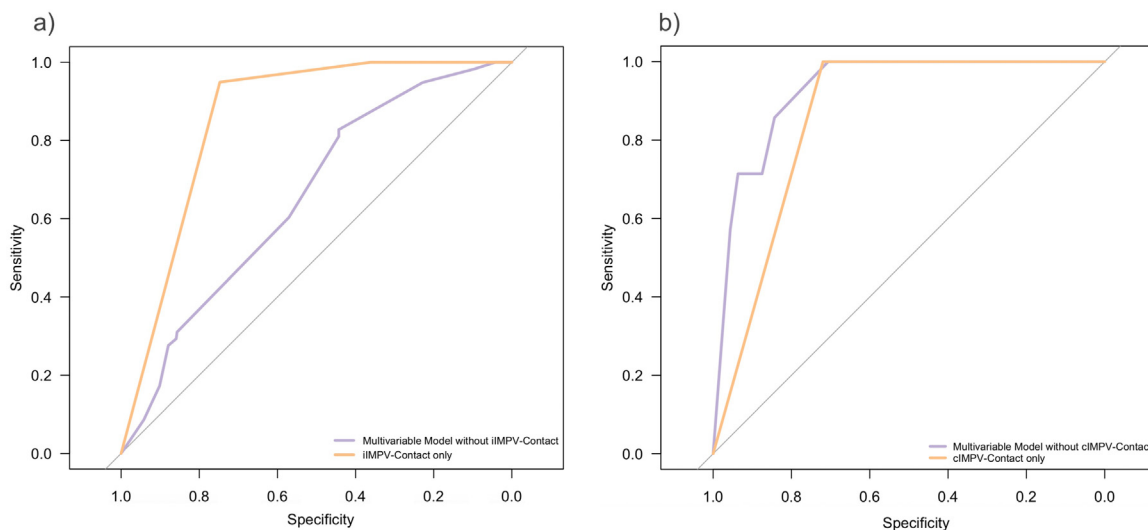 a)
1.0
0.8
0.6
0.4
0.2
0.0
Sensitivity
Multivariable Model without iIMPV-Contact
iIMPV-Contact only
1.0 0.8 0.6 0.4 0.2 0.0
Specificity
b)
1.0
0.8
0.6
0.4
0.2
0.0
Sensitivity
Multivariable Model without cIMPV-Contact
cIMPV-Contact only
1.0 0.8 0.6 0.4 0.2 0.0
Specificity